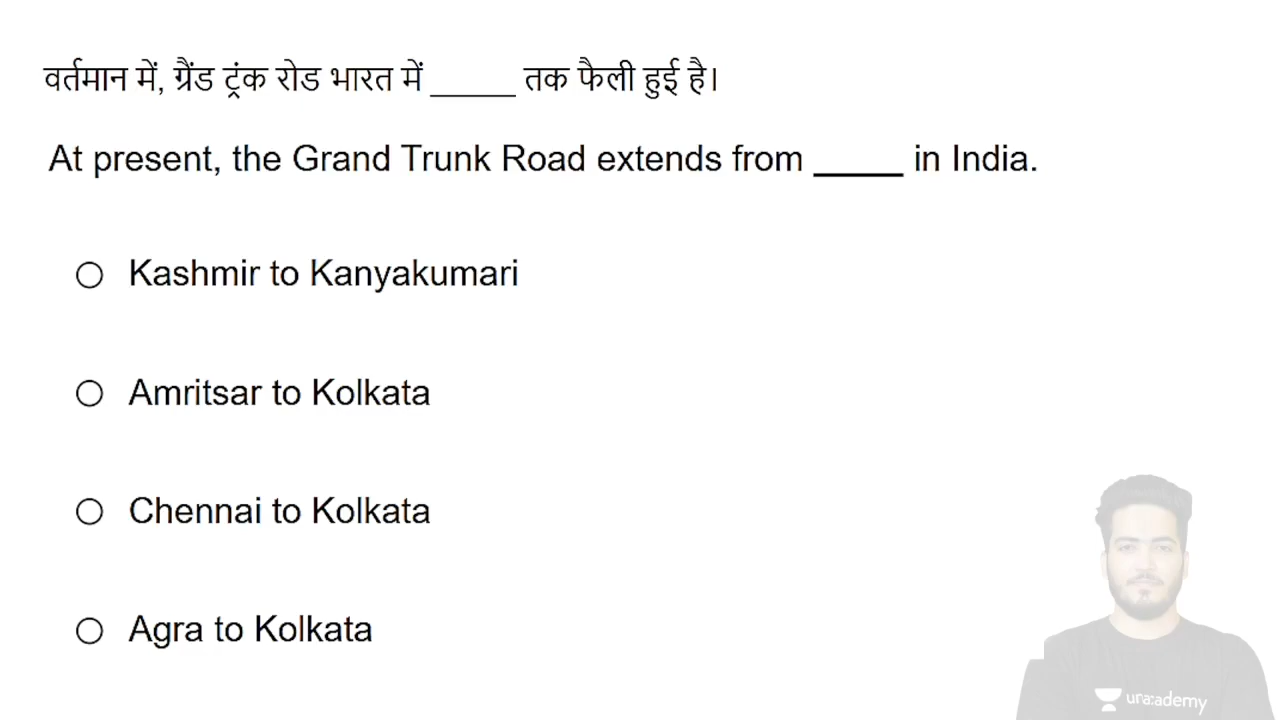 वर्तमान में, ग्रैंड ट्रंक रोड भारत में _____ तक फैली हुई है।
At present, the Grand Trunk Road extends from _____ in India.
Kashmir to Kanyakumari
Amritsar to Kolkata
Chennai to Kolkata
Agra to Kolkata
unacademy